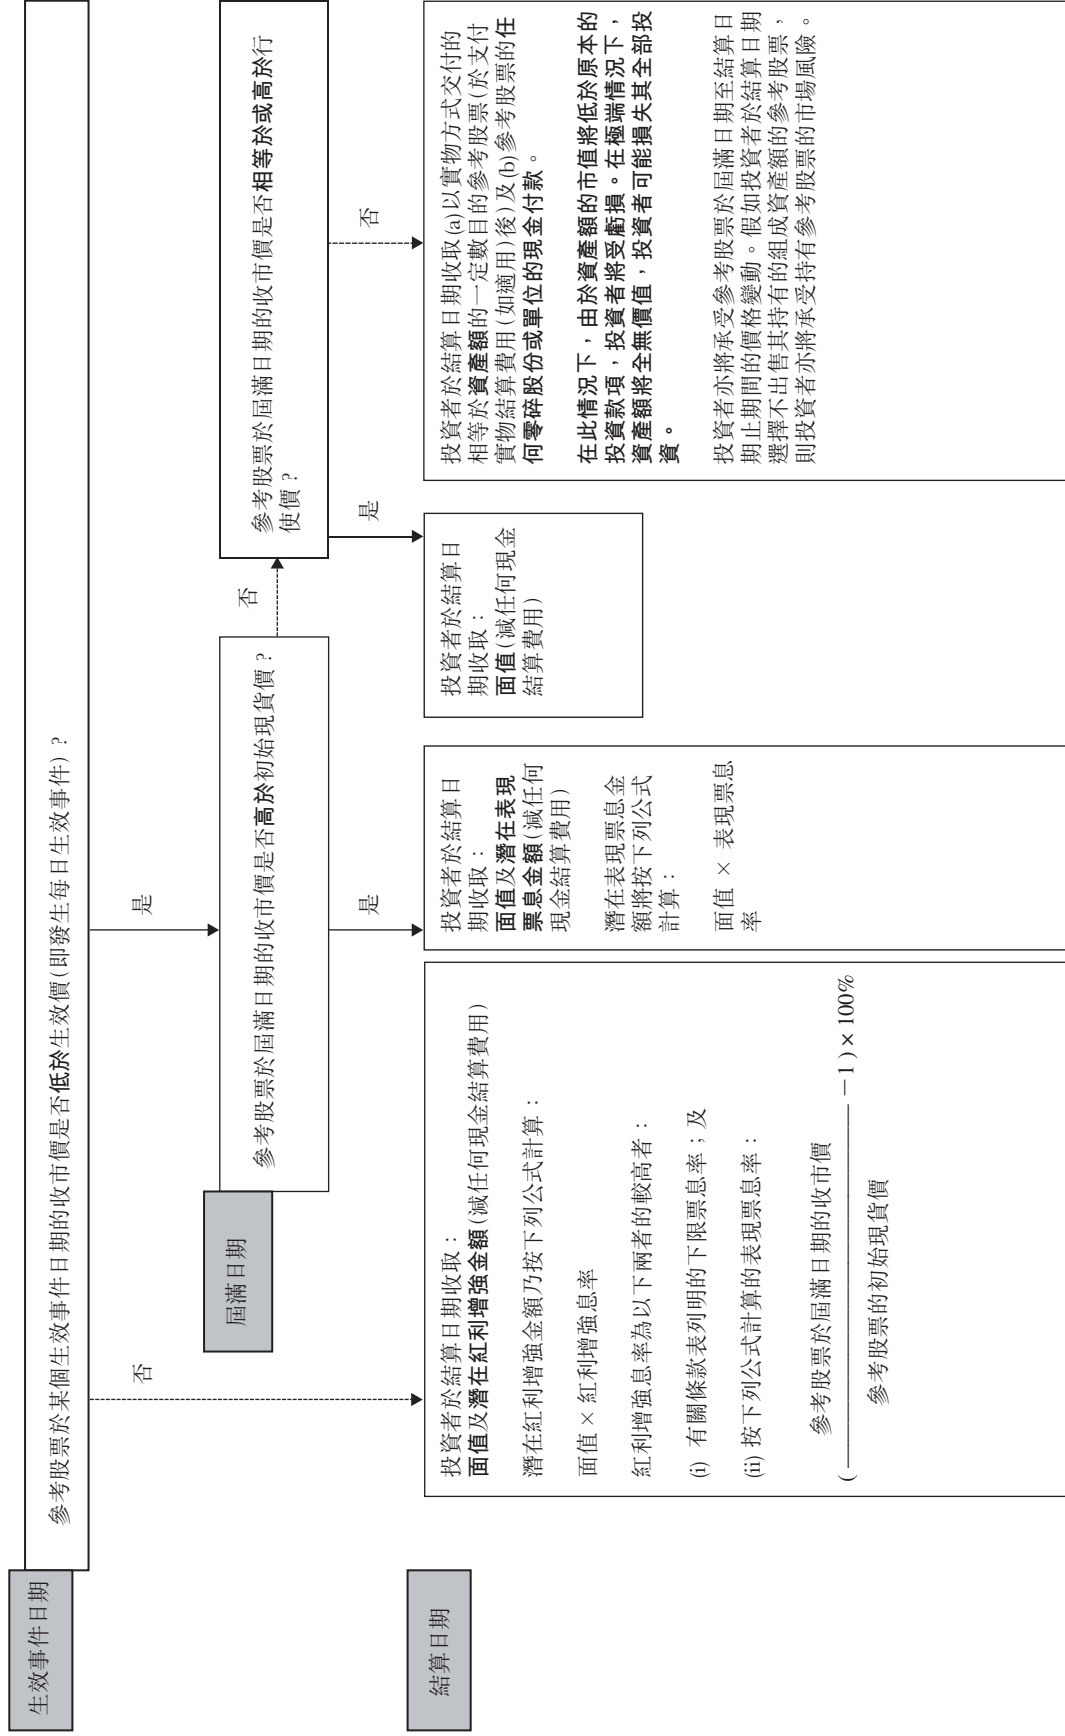 生效事件日期
參考股票於某個生效事件日期的收市價是否低於生效價(即發生每日生效事件)?
否
是
屆滿日期
參考股票於屆滿日期的收市價是否高於初始現貨價?
否
是
參考股票於屆滿日期的收市價是否相等於或高於行
使價?
是
否
結算日期
投資者於結算日期收取:
面值及潛在紅利增強金額(減任何現金結算費用)
潛在紅利增強金額乃按下列公式計算:
面值 × 紅利增強息率
紅利增強息率為以下兩者的較高者:
(i) 有關條款表列明的下限票息率;及
(ii) 按下列公式計算的表現票息率:
參考股票於屆滿日期的收市價
( ——— − 1 ) × 100%
參考股票的初始現貨價
投資者於結算日
期收取:
面值及潛在表現
票息金額(減任何
現金結算費用)
潛在表現票息金
額將按下列公式
計算:
面值 × 表現票息
率
投資者於結算日
期收取:
面值(減任何現金
結算費用)
投資者於結算日期收取(a)以實物方式交付的
相等於資產額的一定數目的參考股票(於支付
實物結算費用(如適用)後)及(b)參考股票的任
何零碎股份或單位的現金付款。
在此情況下,由於資產額的市值將低於原本的
投資款項,投資者將受虧損。在極端情況下,
資產額將全無價值,投資者可能損失其全部投
資。
投資者亦將承受參考股票於屆滿日期至結算日
期止期間的價格變動。假如投資者於結算日期
選擇不出售其持有的組成資產額的參考股票,
則投資者亦將承受持有參考股票的市場風險。